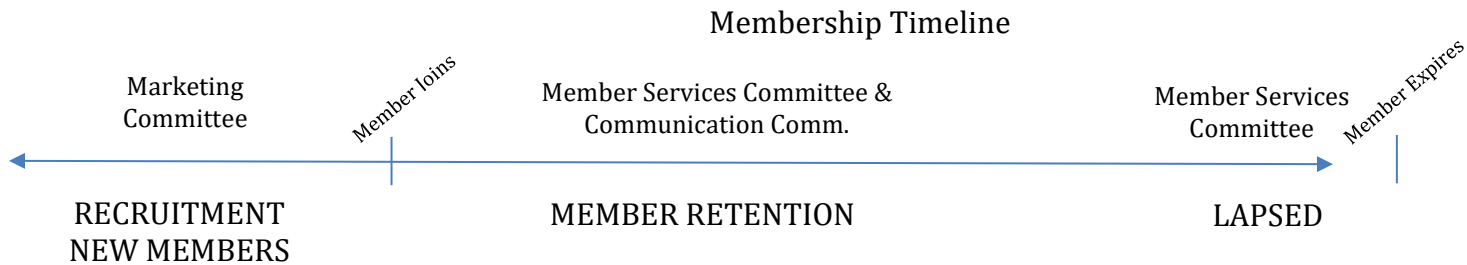 Membership Timeline
Marketing
Committee
Member Joins
Member Services Committee &
Communication Comm.
Member Services
Committee
Member Expires
RECRUITMENT
NEW MEMBERS
MEMBER RETENTION
LAPSED